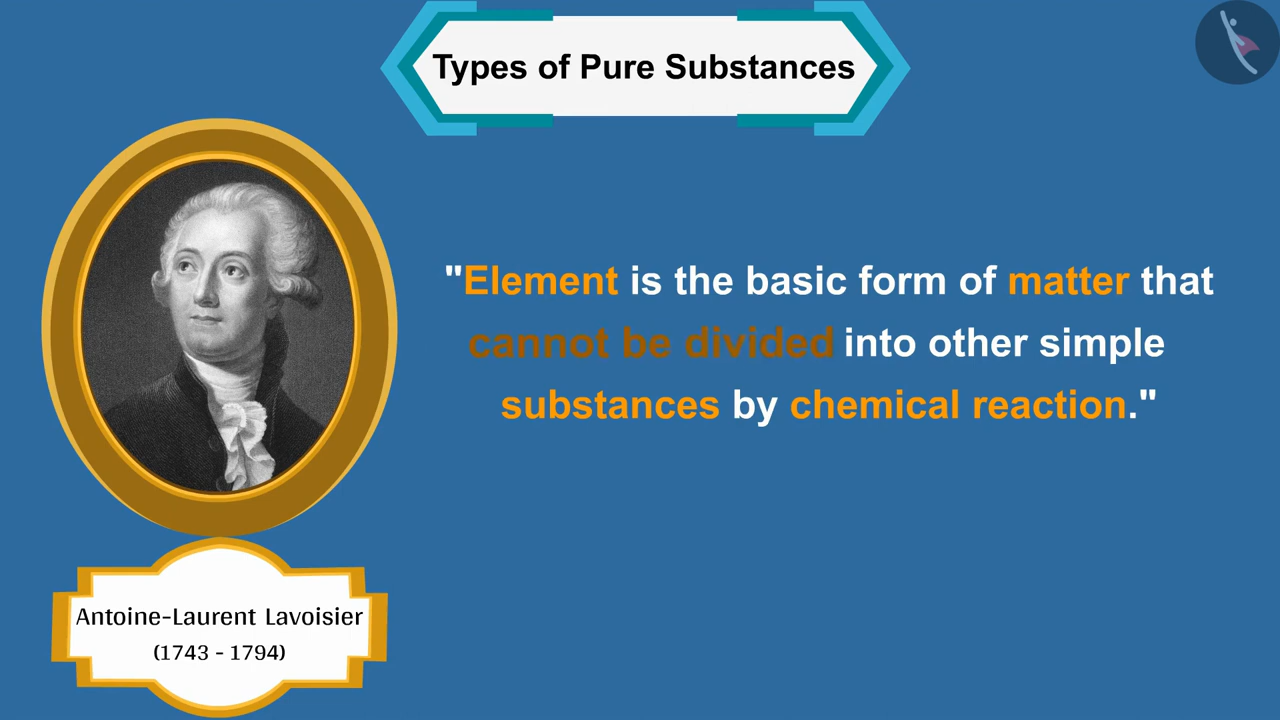 Types of Pure Substances
"Element is the basic form of matter that
cannot be divided into other simple
substances by chemical reaction."
Antoine-Laurent Lavoisier
(1743 - 1794)